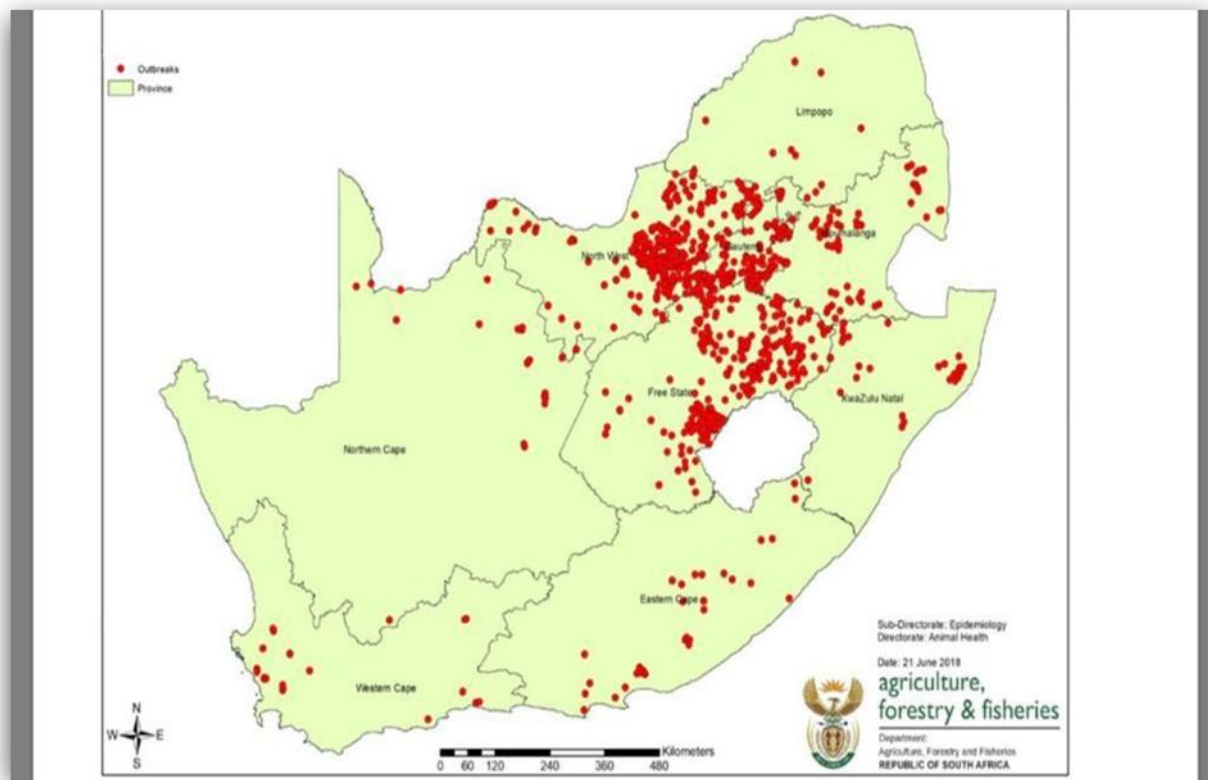 Outbreaks
Province
Limpopo
North West
Gauteng
Mpumalanga
Free State
KwaZulu Natal
Northern Cape
Eastern Cape
Western Cape
Sub-Directorate: Epidemiology
Directorate: Animal Health
Date: 21 June 2018
agriculture,
forestry & fisheries
Department:
Agriculture, Forestry and Fisheries
REPUBLIC OF SOUTH AFRICA
N
W E
S
Kilometers
0 60 120 240 360 480